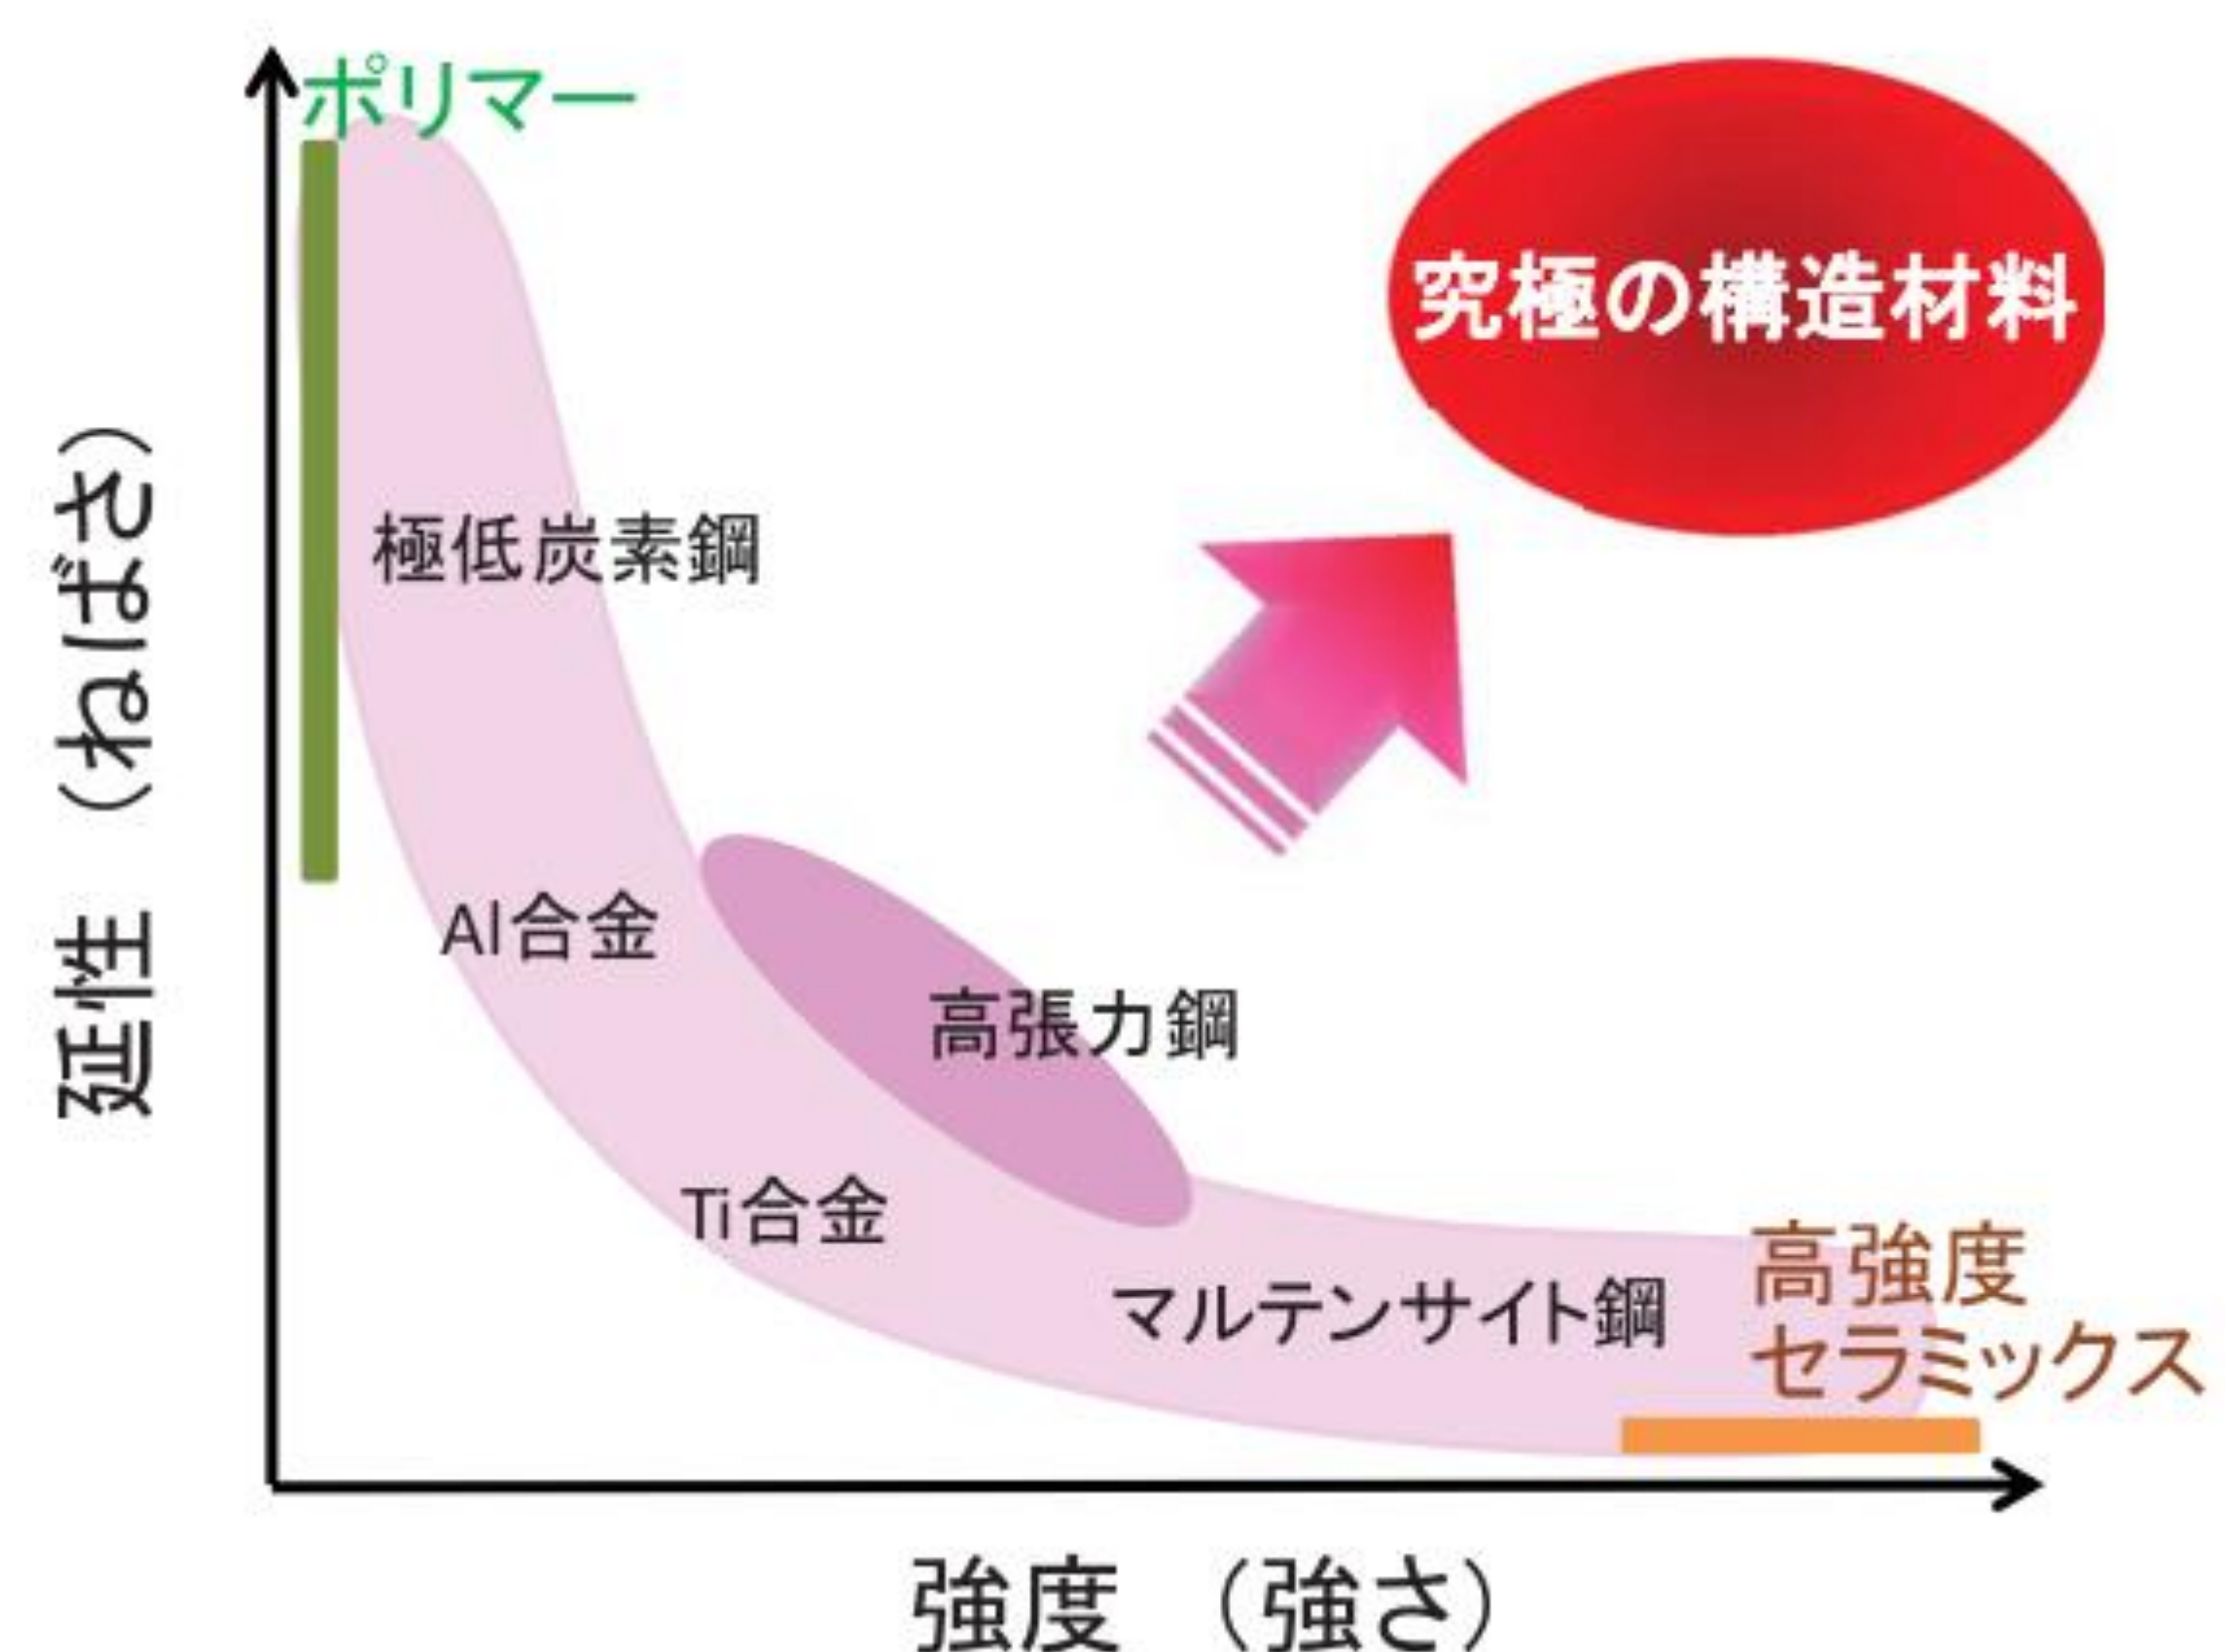 ポリマー
究極の構造材料
極低炭素鋼
Al合金
高張力鋼
Ti合金
マルテンサイト鋼
高強度
セラミックス
延性（ねばさ）
強度（強さ）